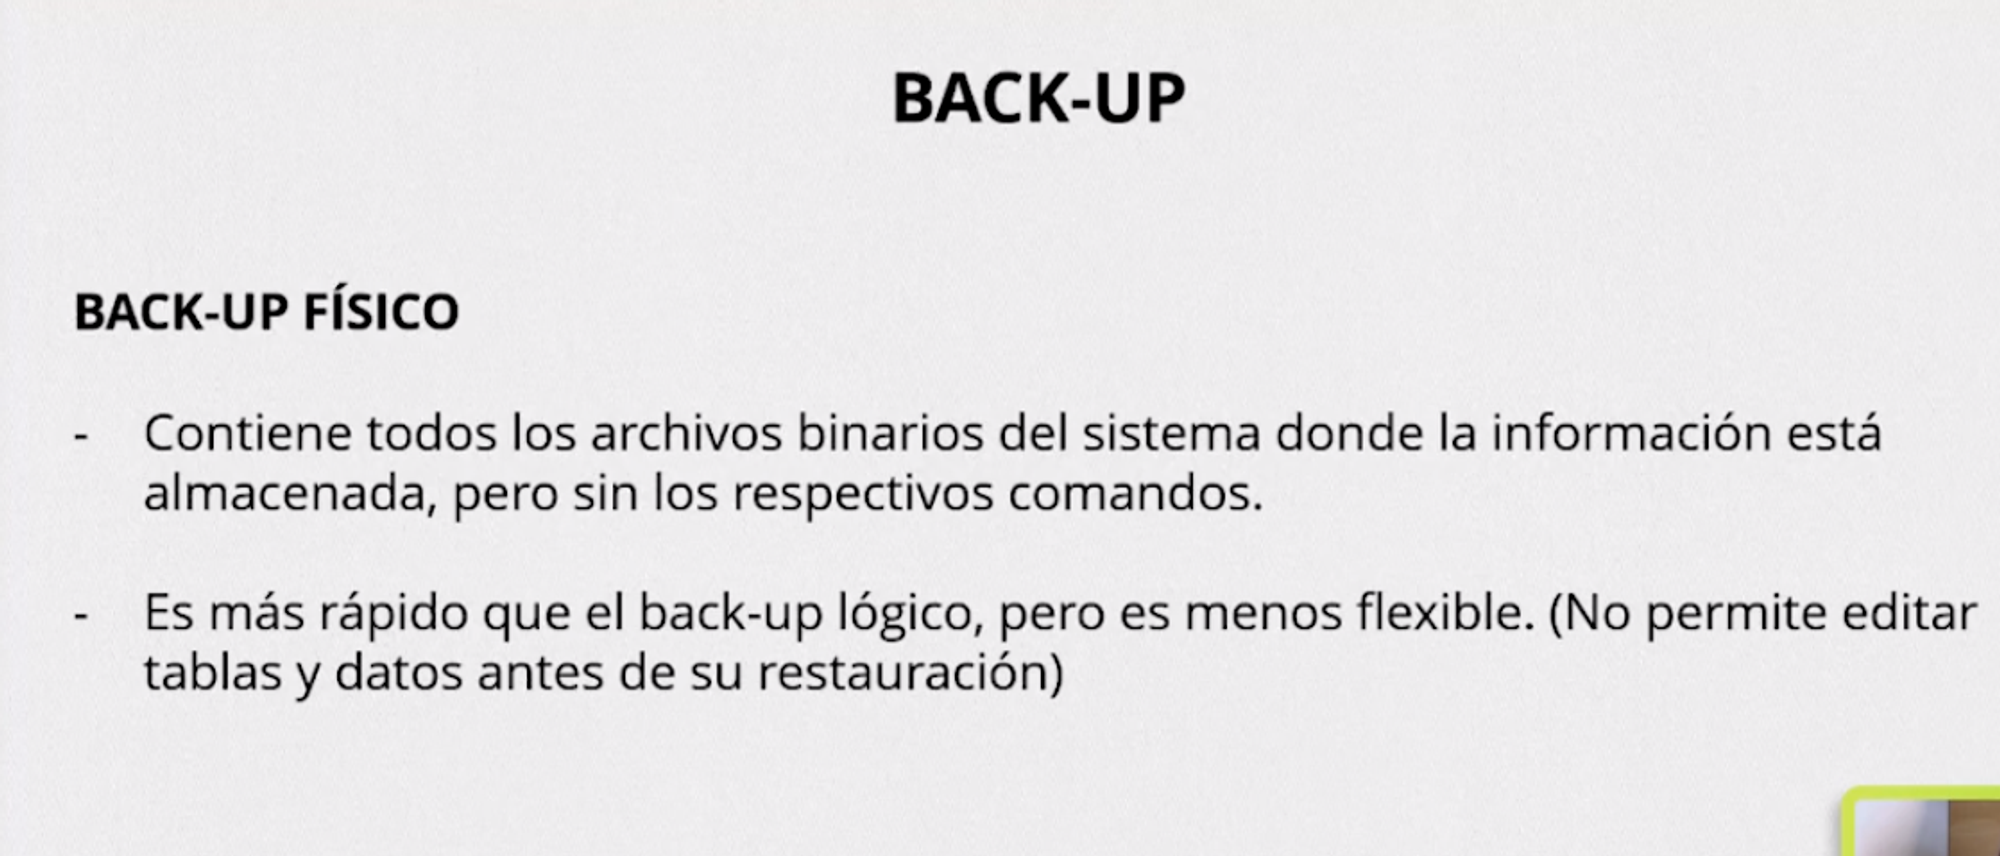 BACK-UP
BACK-UP FÍSICO
- Contiene todos los archivos binarios del sistema donde la información está
almacenada, pero sin los respectivos comandos.
- Es más rápido que el back-up lógico, pero es menos flexible. (No permite editar
tablas y datos antes de su restauración)